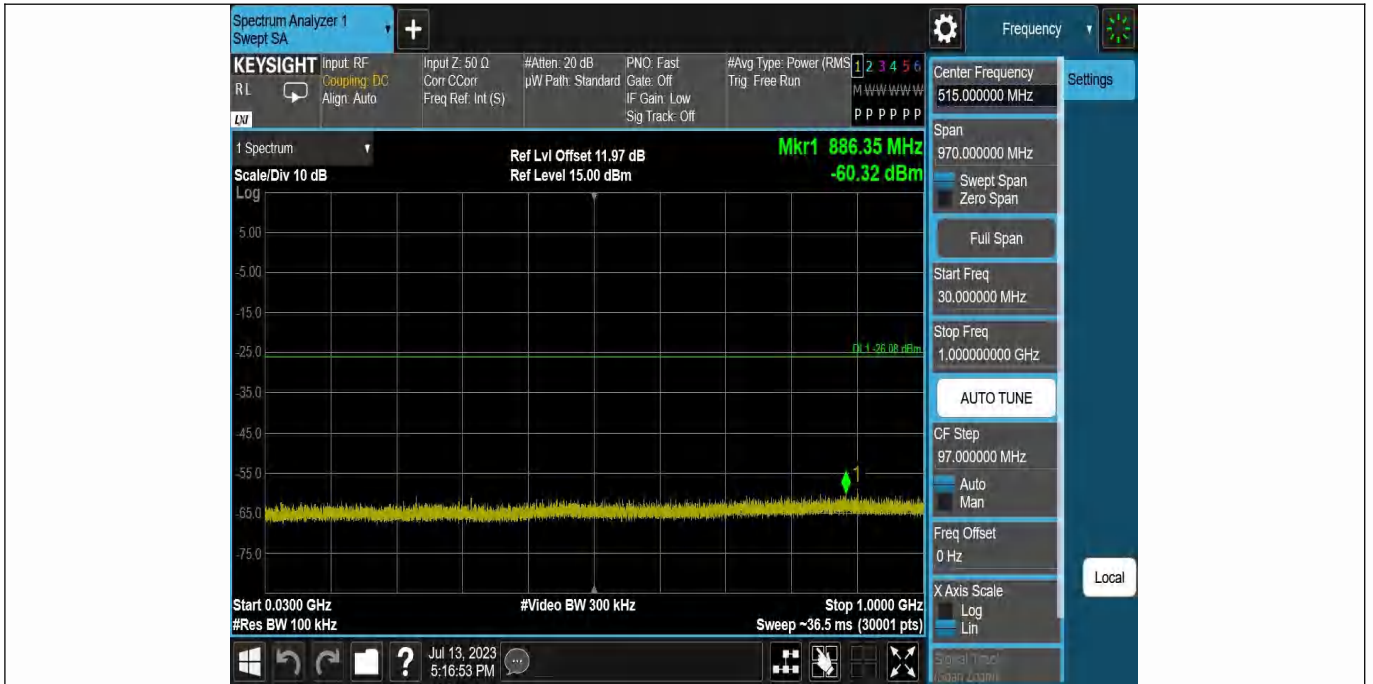 Spectrum Analyzer 1
Swept SA
+
Frequency
KEYSIGHT
RL
LXI
Input: RF
Coupling: DC
Align: Auto
Input Z: 50 Ω
Corr CCorr
Freq Ref: Int (S)
#Atten: 20 dB
µW Path: Standard
PNO: Fast
Gate: Off
IF Gain: Low
Sig Track: Off
#Avg Type: Power (RMS
Trig: Free Run
1 2 3 4 5 6
M W W W W W
P P P P P P
1 Spectrum
Scale/Div 10 dB
Ref Lvl Offset 11.97 dB
Ref Level 15.00 dBm
Mkr1 886.35 MHz
-60.32 dBm
Log
5.00
-5.00
-15.0
-25.0
DL1 -26.08 dBm
-35.0
-45.0
-55.0
1
-65.0
-75.0
Start 0.0300 GHz
#Res BW 100 kHz
#Video BW 300 kHz
Stop 1.0000 GHz
Sweep ~36.5 ms (30001 pts)
Center Frequency
515.000000 MHz
Settings
Span
970.000000 MHz
Swept Span
Zero Span
Full Span
Start Freq
30.000000 MHz
Stop Freq
1.000000000 GHz
AUTO TUNE
CF Step
97.000000 MHz
Auto
Man
Freq Offset
0 Hz
X Axis Scale
Log
Lin
Local
Signal Track
(Span Zoom)
?
Jul 13, 2023
5:16:53 PM